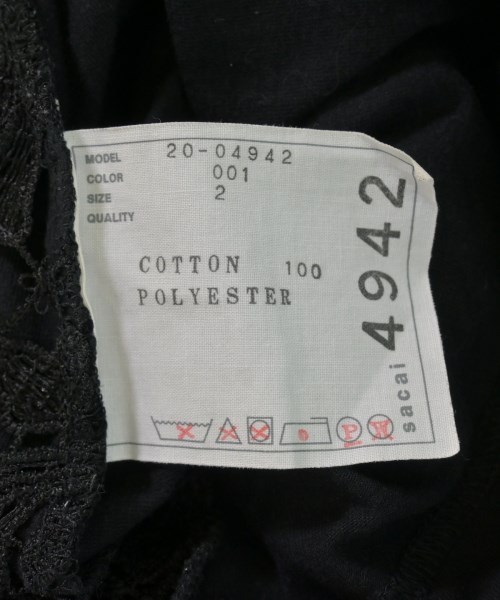 MODEL 20-04942
COLOR 001
SIZE 2
QUALITY
COTTON 100
POLYESTER
sacai 4942
P
W